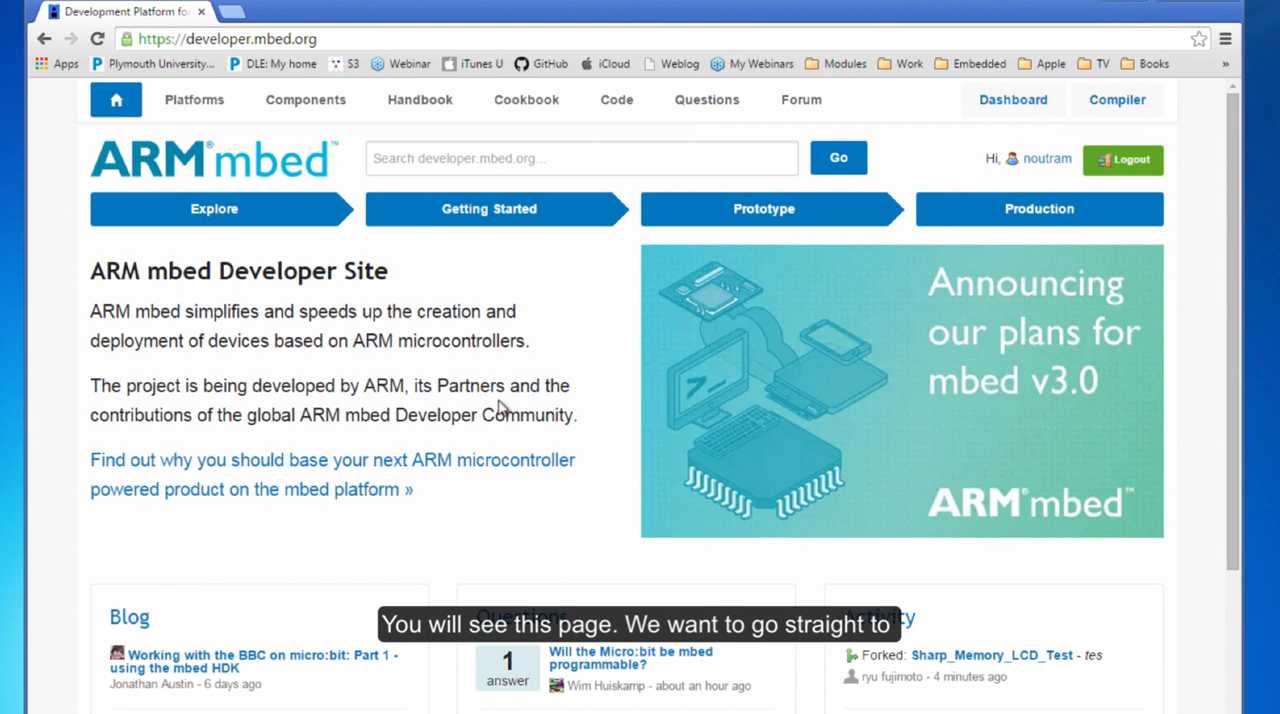 Development Platform for
https://developer.mbed.org
Apps Plymouth University... DLE: My home S3 Webinar iTunes U GitHub iCloud Weblog My Webinars Modules Work Embedded Apple TV Books »
Platforms Components Handbook Cookbook Code Questions Forum Dashboard Compiler
ARM®mbed™ Search developer.mbed.org... Go Hi, noutram Logout
Explore Getting Started Prototype Production
ARM mbed Developer Site
ARM mbed simplifies and speeds up the creation and
deployment of devices based on ARM microcontrollers.
The project is being developed by ARM, its Partners and the
contributions of the global ARM mbed Developer Community.
Find out why you should base your next ARM microcontroller
powered product on the mbed platform »
Announcing
our plans for
mbed v3.0
ARM®mbed™
Blog
Working with the BBC on micro:bit: Part 1 -
using the mbed HDK
Jonathan Austin - 6 days ago
Questions
1
answer
Will the Micro:bit be mbed
programmable?
Wim Huiskamp - about an hour ago
Activity
Forked: Sharp_Memory_LCD_Test - tes
ryu fujimoto - 4 minutes ago
You will see this page. We want to go straight to